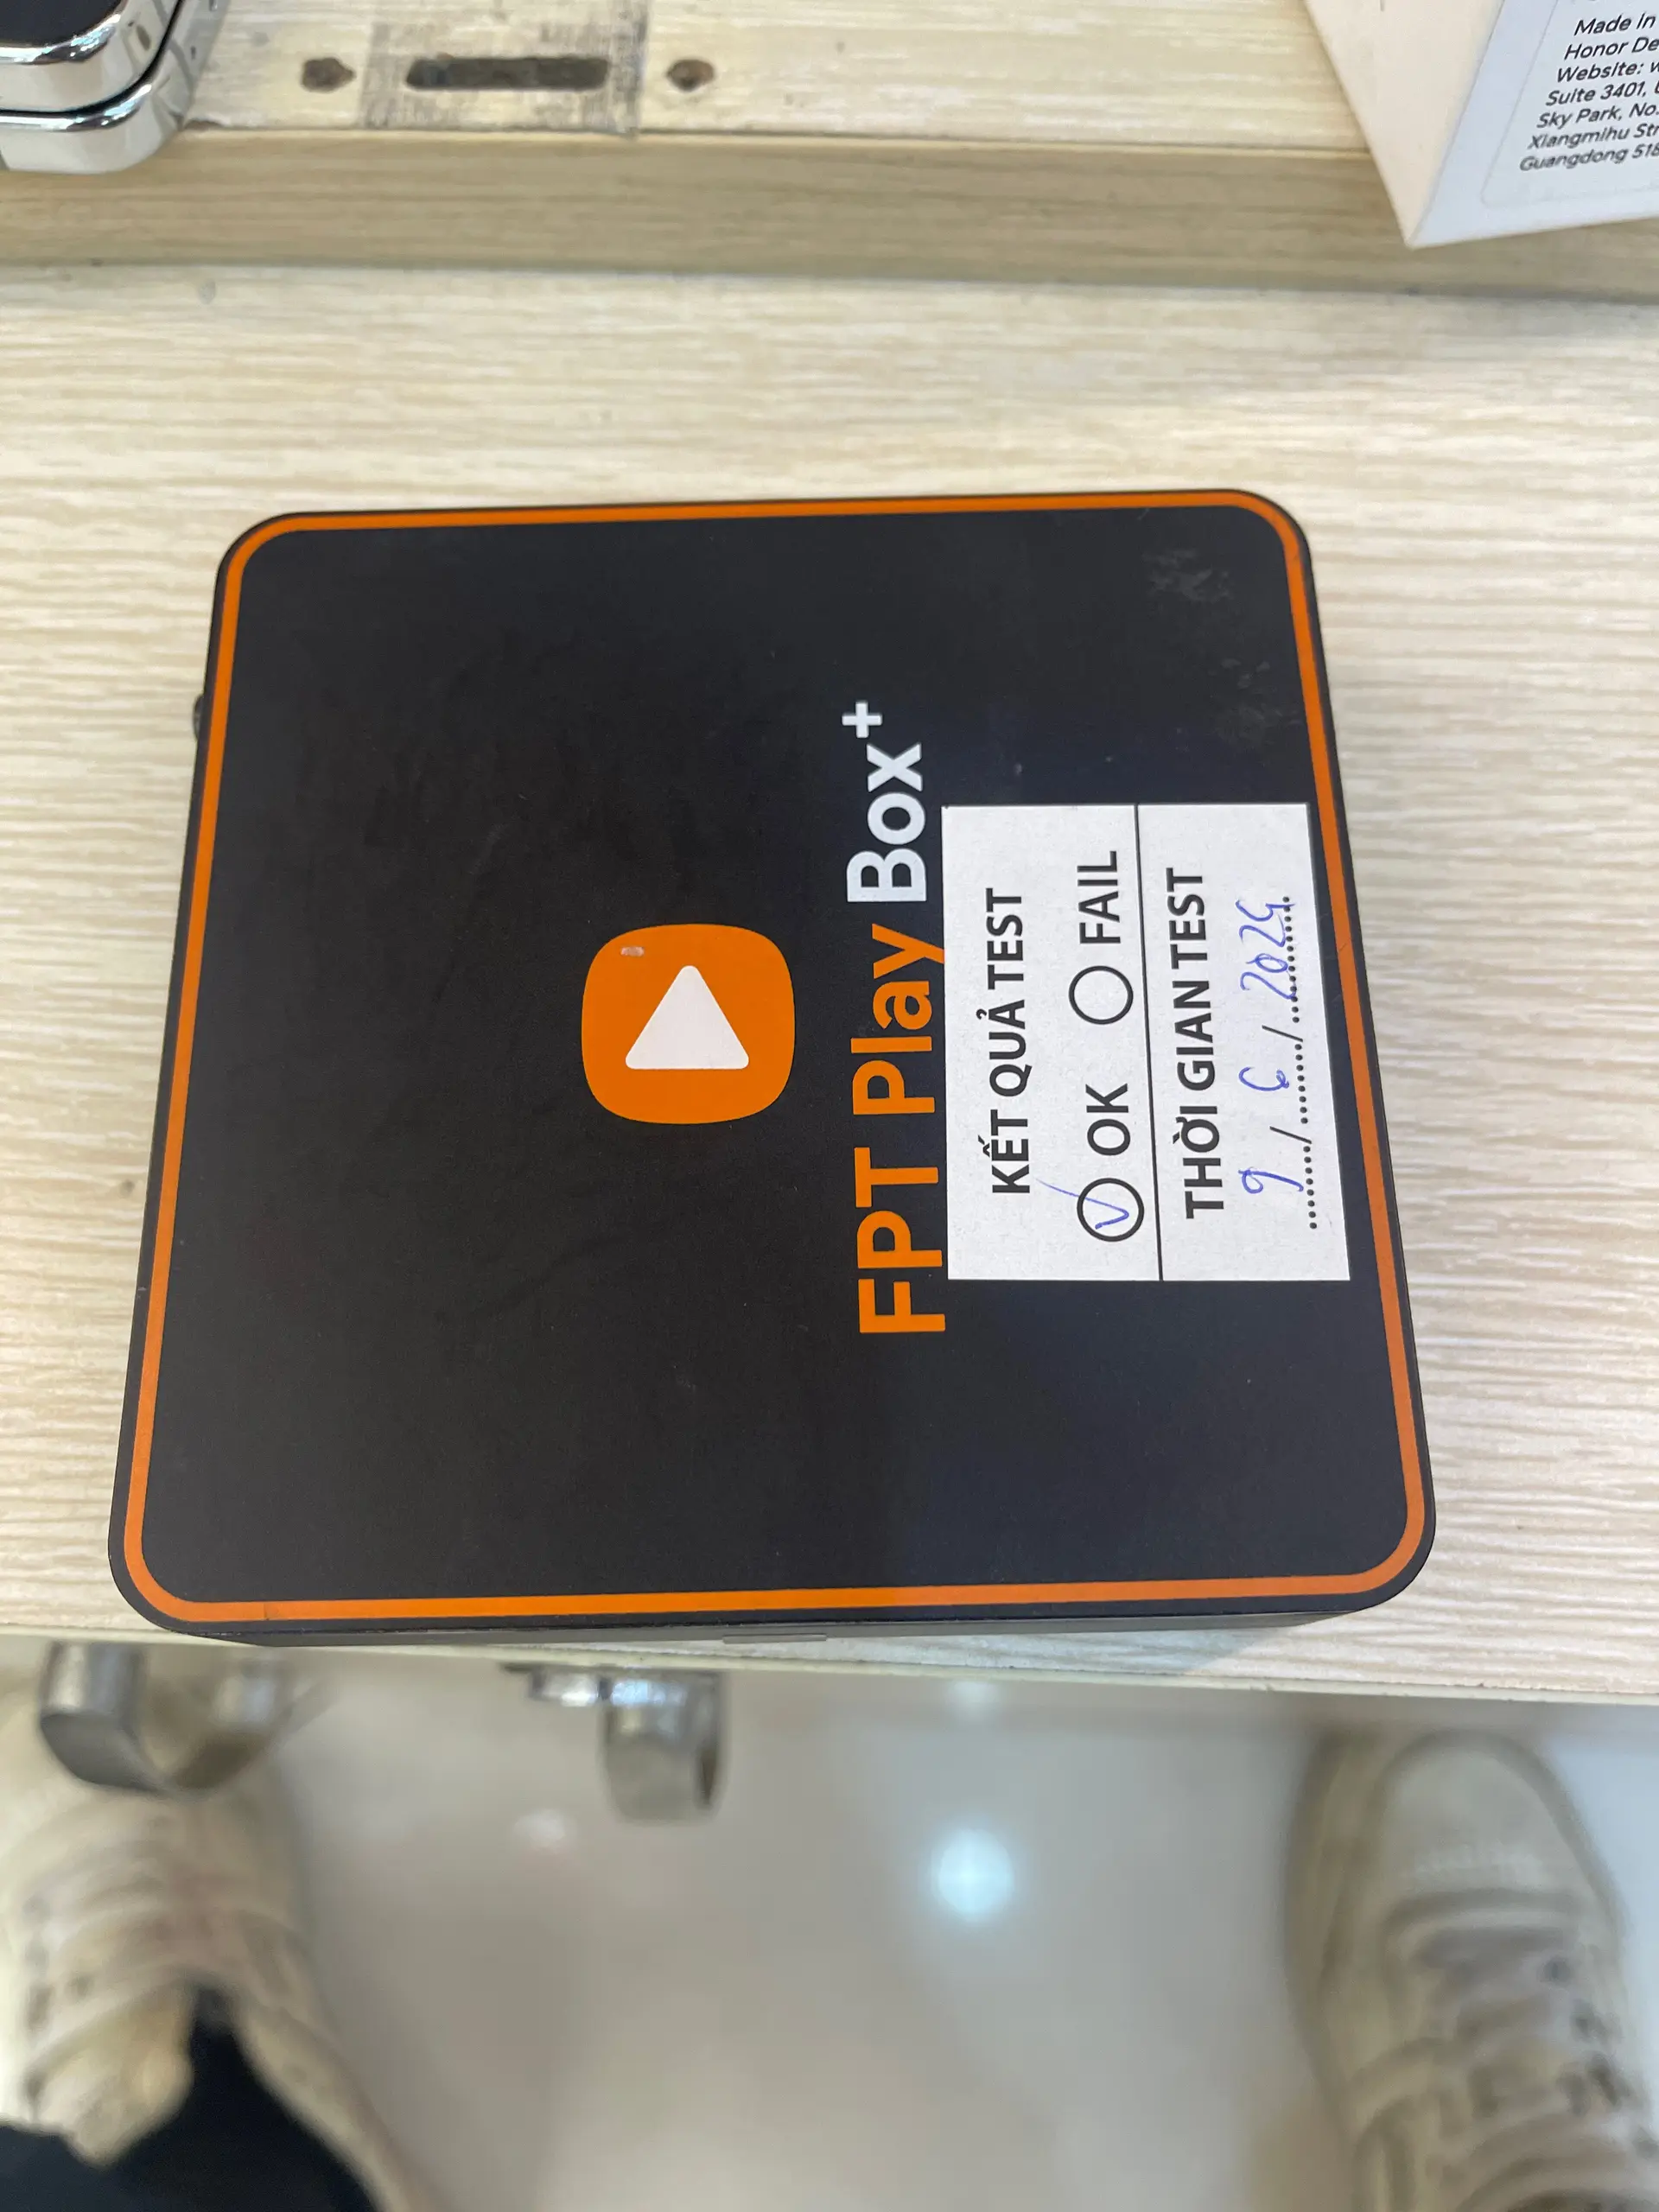 FPT Play Box+
KẾT QUẢ TEST
OK FAIL
THỜI GIAN TEST
9/6/2024
Made in
Honor De
Website: w
Suite 3401,
Sky Park, No.
Xiangmihu Str
Guangdong 518